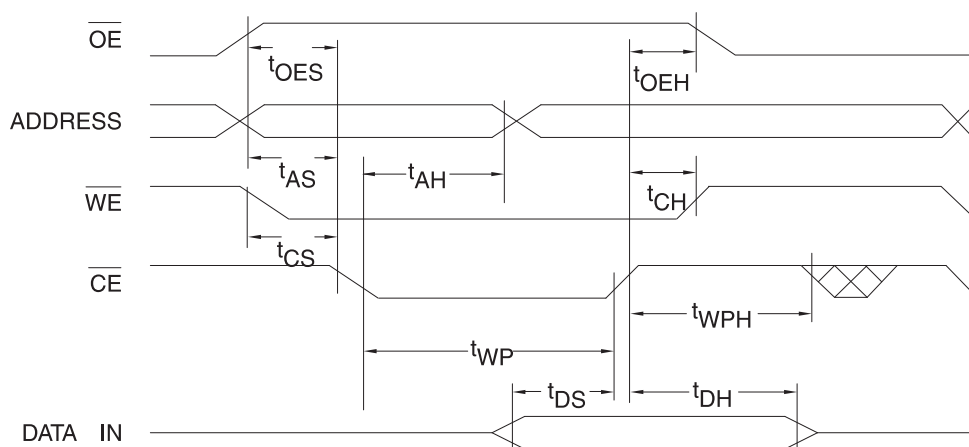 OE
tOES
tOEH
ADDRESS
tAS
tAH
WE
tCH
tCS
CE
tWPH
tWP
tDS
tDH
DATA IN